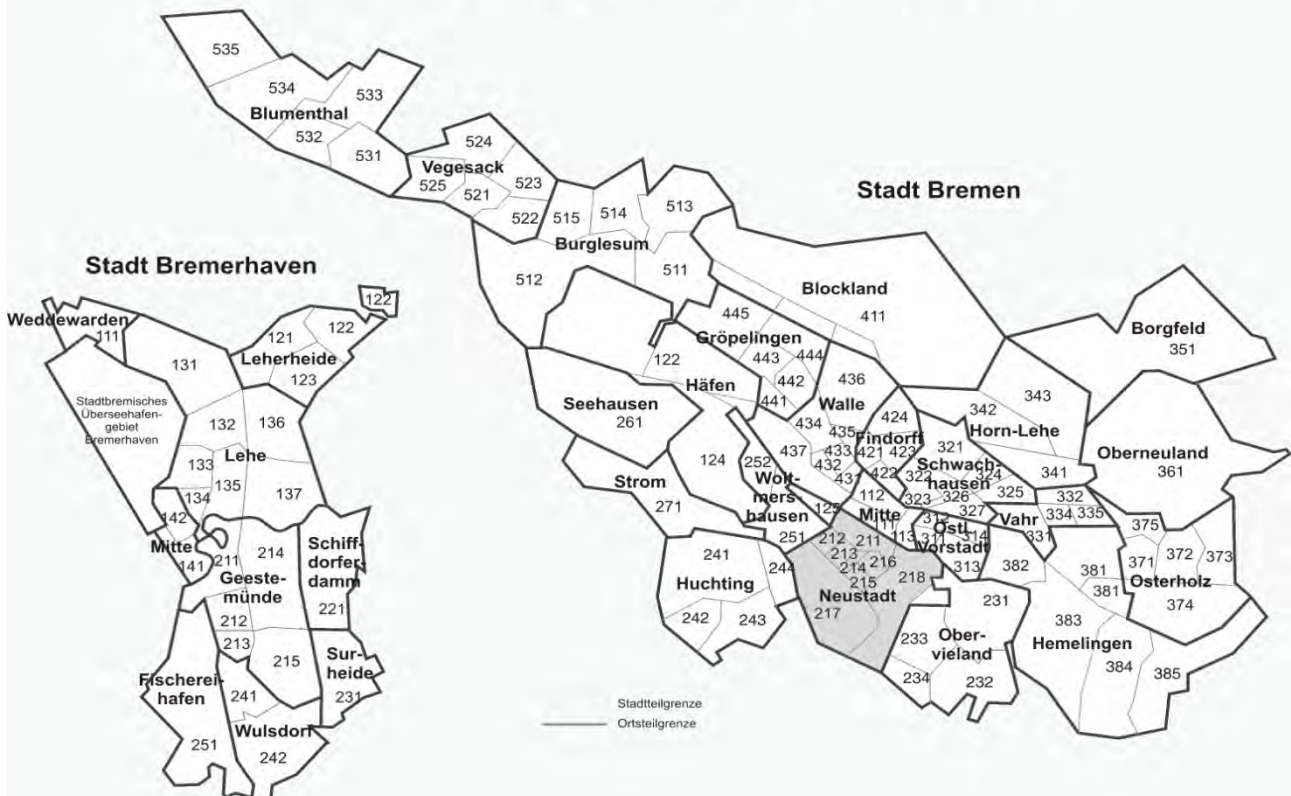 Stadt Bremen
Stadt Bremerhaven
535
534
533
Blumenthal
532
531
524
Vegesack
525
521
523
522
515
514
513
Burglesum
512
511
Blockland
411
Borgfeld
351
445
Gröpelingen
443
444
442
441
122
Häfen
436
Walle
434
435
437
433
432
431
424
Findorff
421
423
422
342
343
Horn-Lehe
341
321
Schwach-
hausen
322
324
323
326
325
327
Oberneuland
361
Seehausen
261
Strom
271
124
252
Wolt-
mers-
hausen
125
251
112
Mitte
111
113
312
Östl.
Vorstadt
311
314
313
Vahr
332
334
335
331
375
371
372
373
Osterholz
374
382
381
381
383
Hemelingen
384
385
241
244
Huchting
242
243
212
211
213
214
216
215
218
Neustadt
217
231
233
Ober-
vieland
234
232
Weddewarden
111
Stadtbremisches
Überseehafen-
gebiet
Bremerhaven
131
121
122
122
Leherheide
123
132
136
Lehe
133
135
134
137
142
Mitte
141
211
214
Geeste-
münde
212
213
215
Schiff-
dorfer-
damm
221
Sur-
heide
231
Fischerei-
hafen
251
241
Wulsdorf
242
Stadtteilgrenze
Ortsteilgrenze